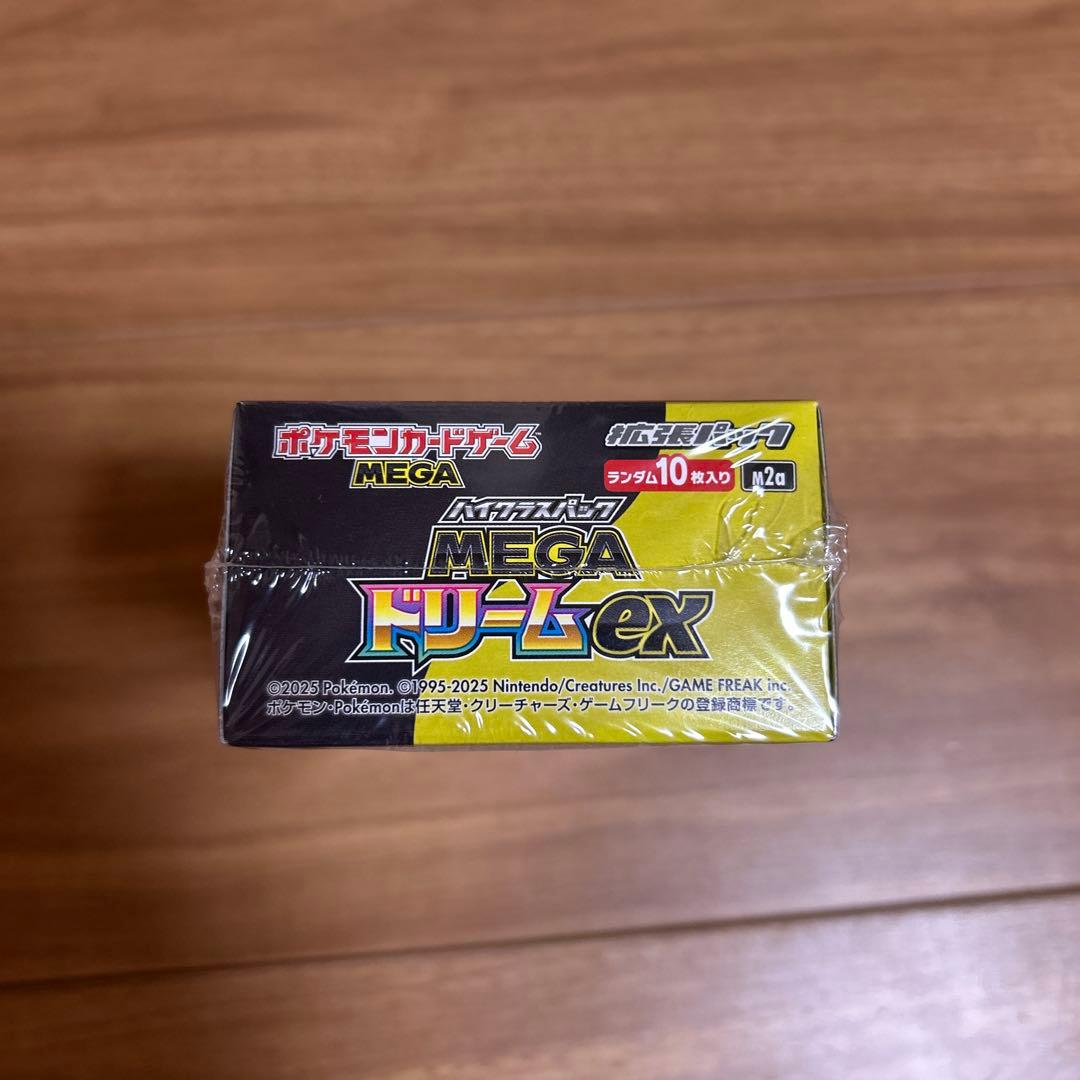 ポケモンカードゲーム
MEGA
拡張パック
ランダム10枚入り M2a
ハイクラスパック
MEGA
ドリームex
©2025 Pokémon. ©1995-2025 Nintendo/Creatures Inc./GAME FREAK inc.
ポケモン・Pokémonは任天堂・クリーチャーズ・ゲームフリークの登録商標です。